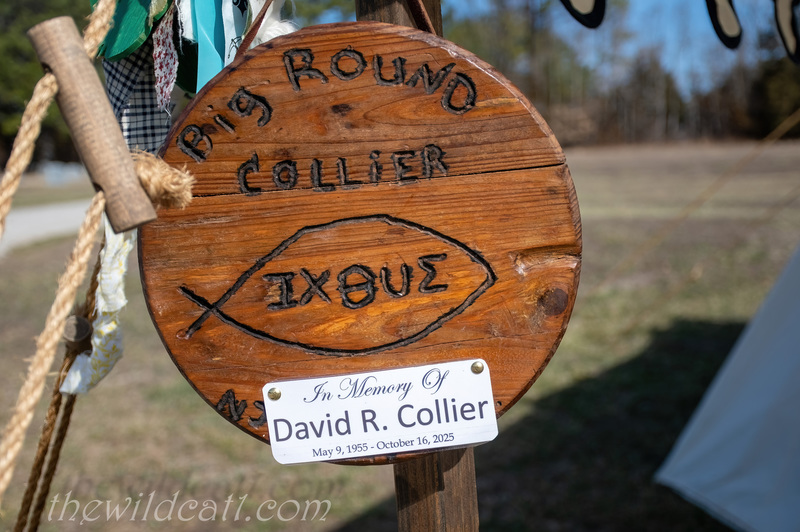 Big ROUND
COLLiER
ΙΧΘΥΣ
In Memory Of
David R. Collier
May 9, 1955 - October 16, 2025
thewildcat1.com